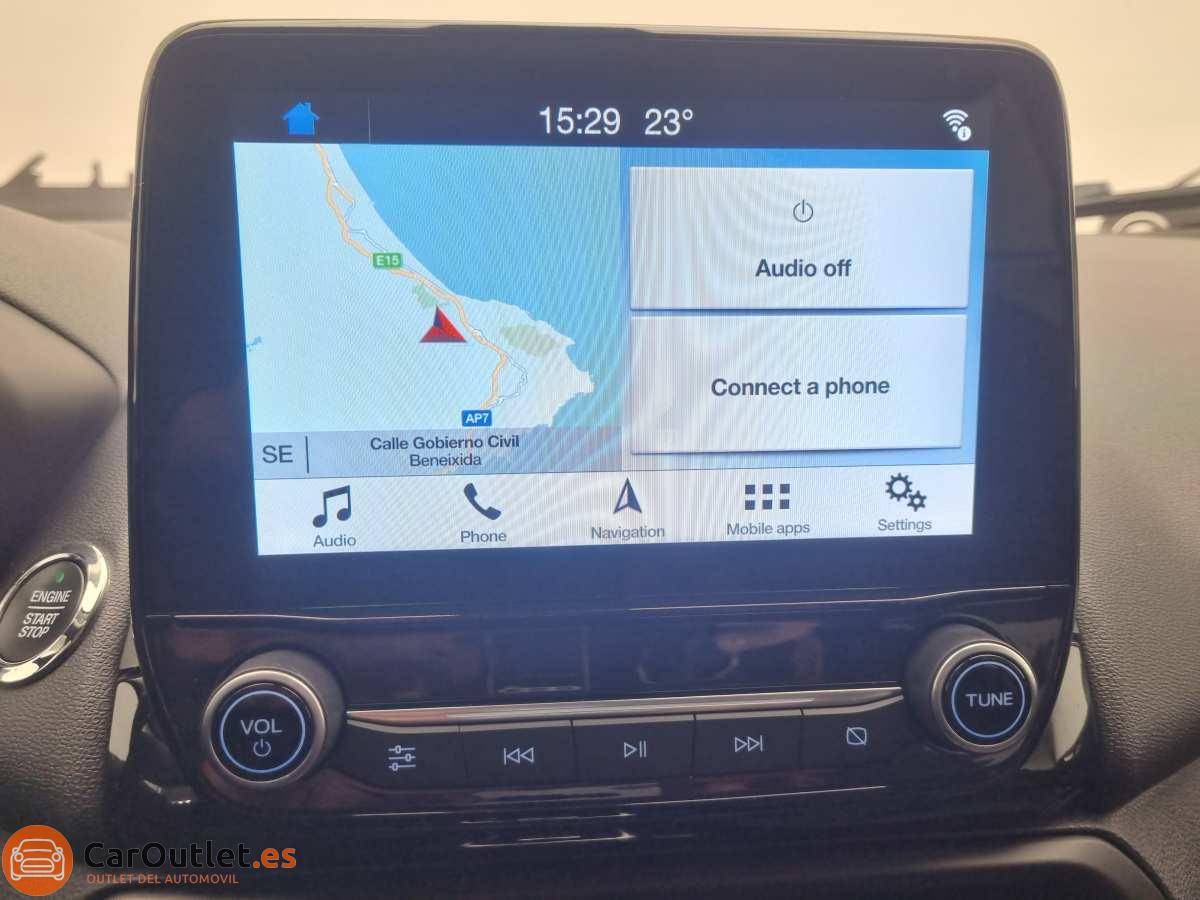 15:29 23°
E15
Audio off
Connect a phone
AP7
SE
Calle Gobierno Civil
Beneixida
Audio
Phone
Navigation
Mobile apps
Settings
ENGINE
START
STOP
VOL
TUNE
CarOutlet.es
OUTLET DEL AUTOMOVIL